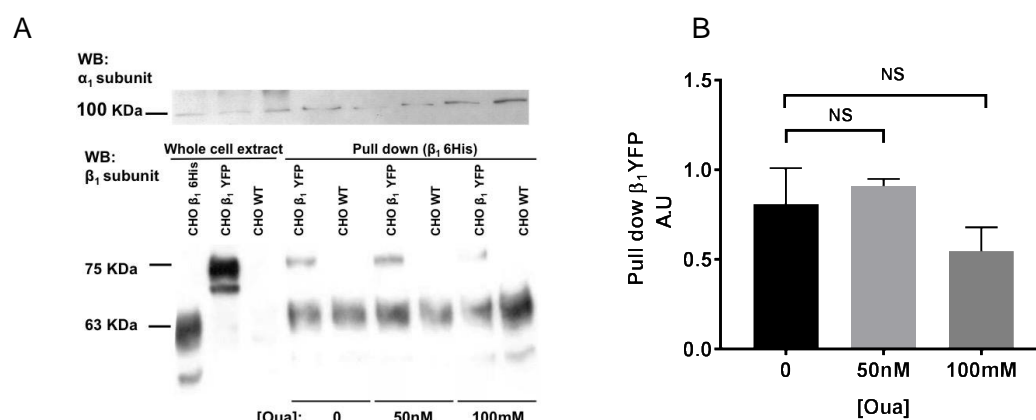 A
WB:
α1 subunit
100 KDa
WB:
β1 subunit
Whole cell extract
Pull down (β1 6His)
CHO β1 6His
CHO β1 YFP
CHO WT
CHO β1 YFP
CHO WT
CHO β1 YFP
CHO WT
CHO β1 YFP
CHO WT
75 KDa
63 KDa
[Oua]: 0 50nM 100mM
B
Pull dow β1YFP
A.U
1.5
1.0
0.5
0.0
NS
NS
0 50nM 100mM
[Oua]